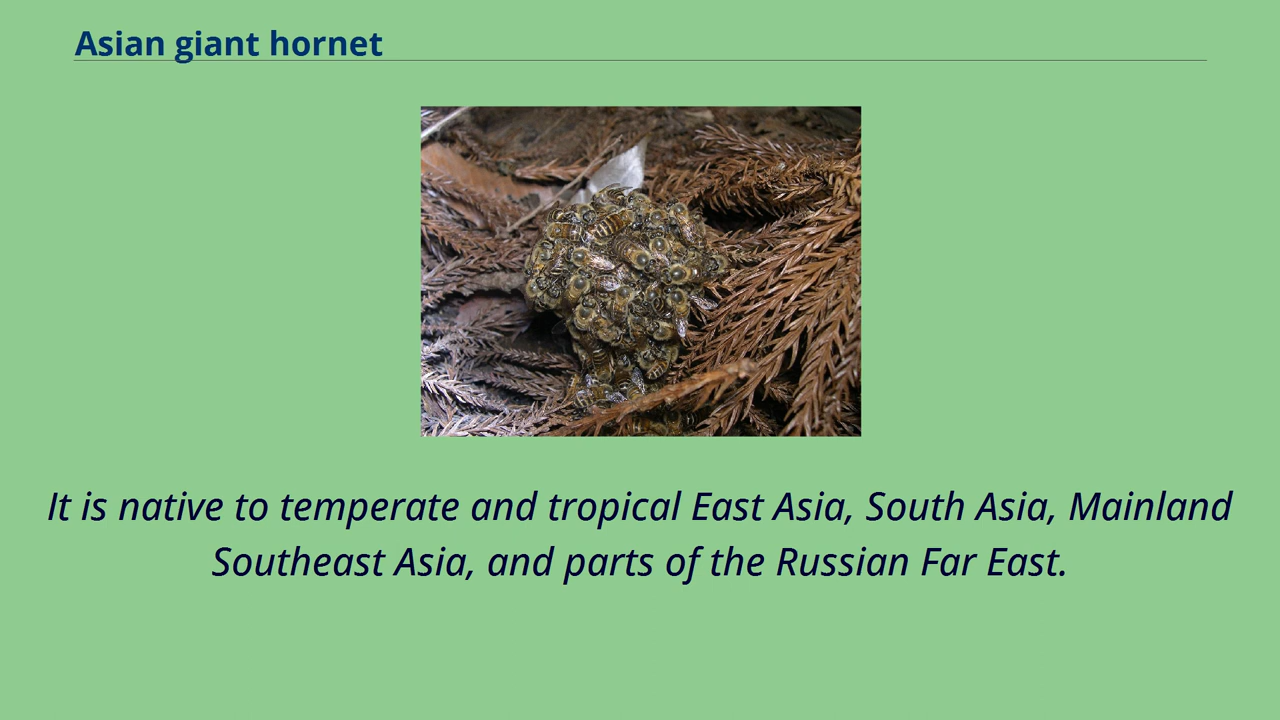 Asian giant hornet
It is native to temperate and tropical East Asia, South Asia, Mainland
Southeast Asia, and parts of the Russian Far East.